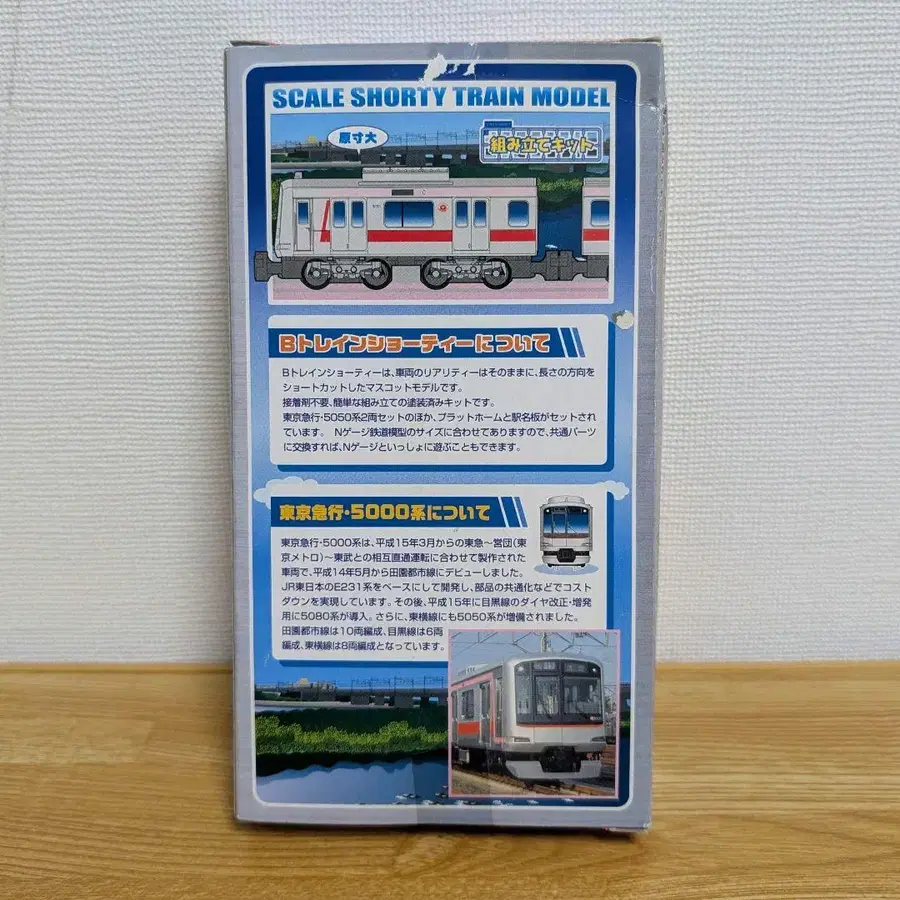 SCALE SHORTY TRAIN MODEL
原寸大
組み立てキット
Bトレインショーティーについて
Bトレインショーティーは、車両のリアリティーはそのままに、長さの方向を
ショートカットしたマスコットモデルです。
接着剤不要、簡単な組み立ての塗装済みキットです。
東京急行・5050系2両セットのほか、プラットホームと駅名板がセットされ
ています。 Nゲージ鉄道模型のサイズに合わせてありますので、共通パーツ
に交換すれば、Nゲージといっしょに遊ぶこともできます。
東京急行・5000系について
東京急行・5000系は、平成15年3月からの東急〜営団(東
京メトロ)〜東武との相互直通運転に合わせて製作された
車両で、平成14年5月から田園都市線にデビューしました。
JR東日本のE231系をベースにして開発し、部品の共通化などでコスト
ダウンを実現しています。その後、平成15年に目黒線のダイヤ改正・増発
用に5080系が導入。さらに、東横線にも5050系が増備されました。
田園都市線は10両編成、目黒線は6両
編成、東横線は8両編成となっています。